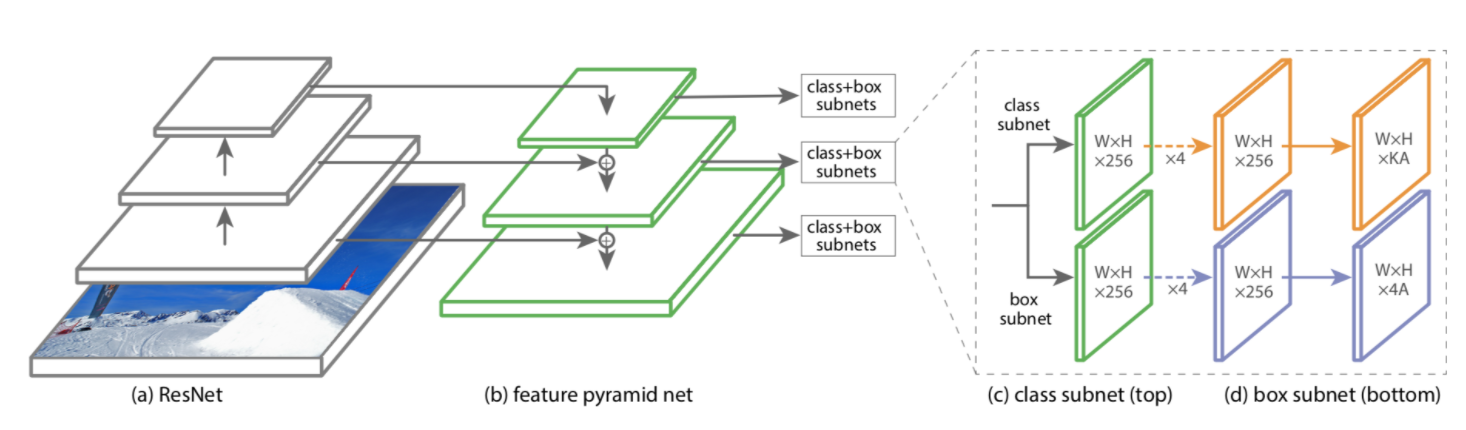 class+box
subnets
class+box
subnets
class+box
subnets
class
subnet
W×H
×256
×4
W×H
×256
W×H
×KA
box
subnet
W×H
×256
×4
W×H
×256
W×H
×4A
(a) ResNet
(b) feature pyramid net
(c) class subnet (top)
(d) box subnet (bottom)